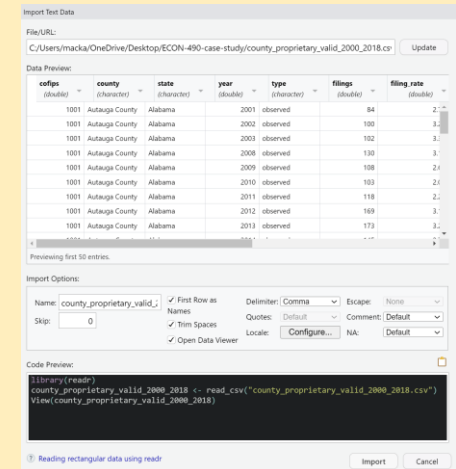 Import Text Data
File/URL:
C:/Users/macka/OneDrive/Desktop/ECON-490-case-study/county_proprietary_valid_2000_2018.cs
Update
Data Preview:
cofips county state year type filings filing_rate
(double) (character) (character) (double) (character) (double) (double)
1001 Autauga County Alabama 2001 observed 84
1001 Autauga County Alabama 2002 observed 100
1001 Autauga County Alabama 2003 observed 102
1001 Autauga County Alabama 2008 observed 130
1001 Autauga County Alabama 2009 observed 108
1001 Autauga County Alabama 2010 observed 103
1001 Autauga County Alabama 2011 observed 118
1001 Autauga County Alabama 2012 observed 169
1001 Autauga County Alabama 2013 observed 173
Previewing first 50 entries.
Import Options:
Name: county_proprietary_valid_ First Row as Names Delimiter: Comma Escape: None
Skip: 0 Trim Spaces Quotes: Default Comment: Default
Open Data Viewer Locale: Configure... NA: Default
Code Preview:
library(readr)
county_proprietary_valid_2000_2018 <- read_csv("county_proprietary_valid_2000_2018.csv")
View(county_proprietary_valid_2000_2018)
Reading rectangular data using readr
Import Cancel